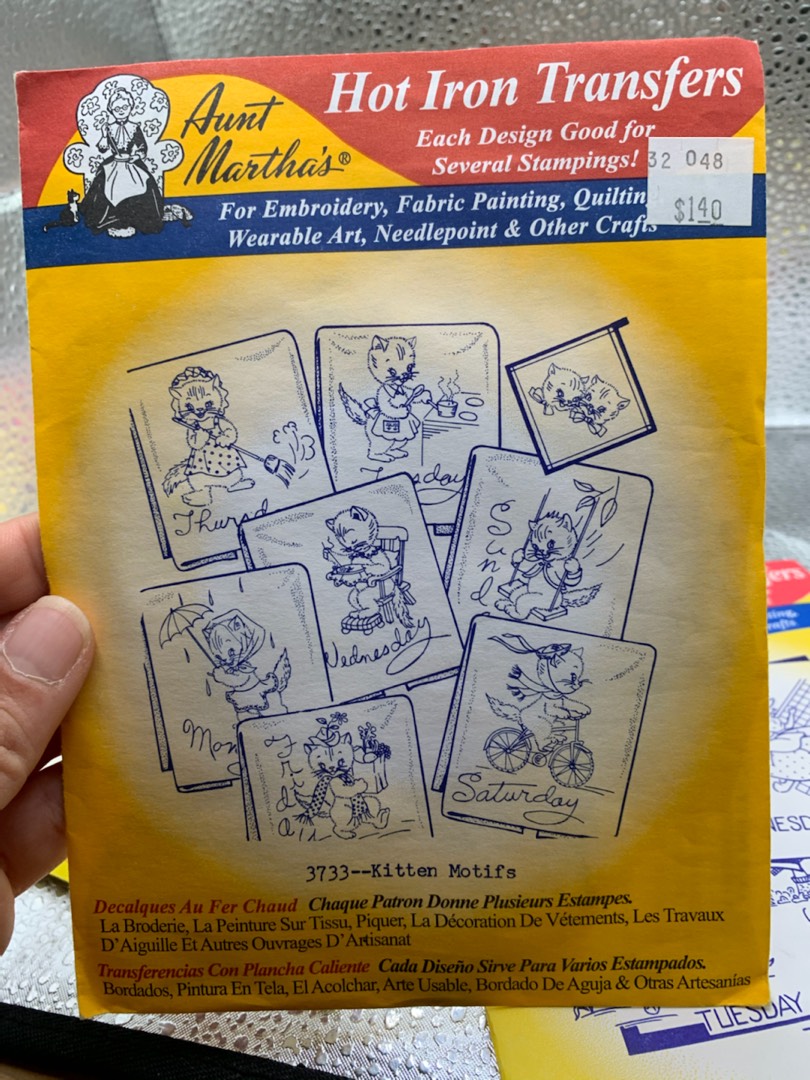 Hot Iron Transfers
Aunt
Martha's®
Each Design Good for
Several Stampings!
32 048
$1.40
For Embroidery, Fabric Painting, Quilting
Wearable Art, Needlepoint & Other Crafts
Thursd
Tuesday
Sund
Wednesday
Mon
Frida
Saturday
3733--Kitten Motifs
Decalques Au Fer Chaud Chaque Patron Donne Plusieurs Estampes.
La Broderie, La Peinture Sur Tissu, Piquer, La Décoration De Vétements, Les Travaux
D'Aiguille Et Autres Ouvrages D'Artisanat
Transferencias Con Plancha Caliente Cada Diseño Sirve Para Varios Estampados.
Bordados, Pintura En Tela, El Acolchar, Arte Usable, Bordado De Aguja & Otras Artesanías
TUESDAY